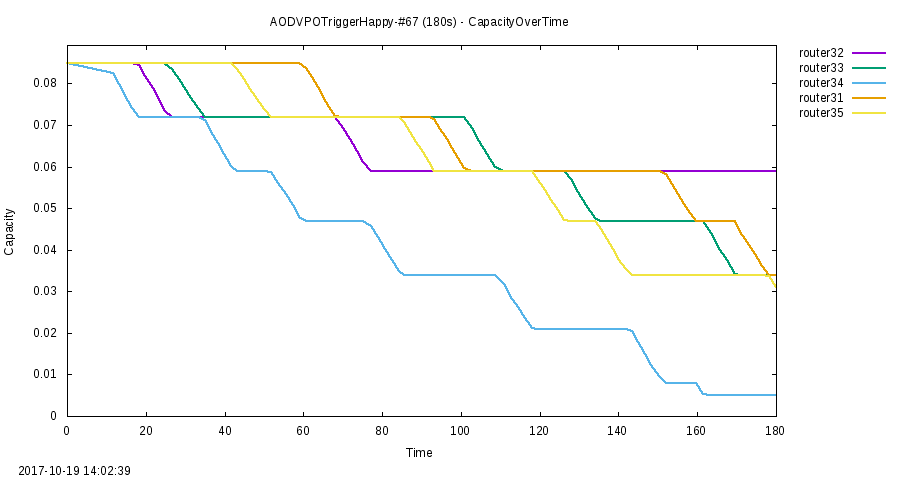 AODVPOTriggerHappy-#67 (180s) - CapacityOverTime
router32
router33
router34
router31
router35
0.08
0.07
0.06
0.05
0.04
0.03
0.02
0.01
0
Capacity
0 20 40 60 80 100 120 140 160 180
Time
2017-10-19 14:02:39